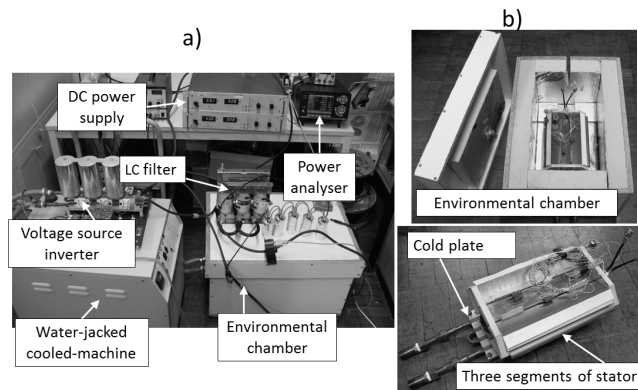 a)
b)
DC power
supply
LC filter
Power
analyser
Voltage source
inverter
Water-jacked
cooled-machine
Environmental
chamber
Environmental chamber
Cold plate
Three segments of stator